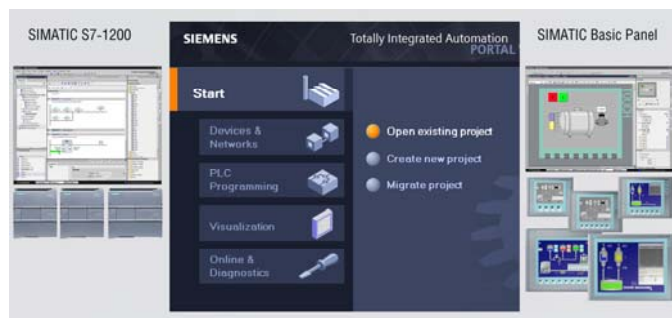 SIMATIC S7-1200
SIEMENS
Totally Integrated Automation
PORTAL
SIMATIC Basic Panel
Start
Devices &
Networks
PLC
Programming
Visualization
Online &
Diagnostics
Open existing project
Create new project
Migrate project